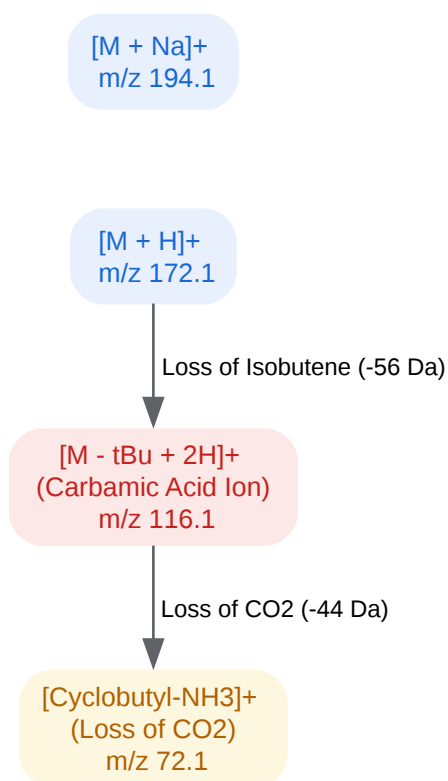 [M + Na]+
m/z 194.1
[M + H]+
m/z 172.1
Loss of Isobutene (-56 Da)
[M - tBu + 2H]+
(Carbamic Acid Ion)
m/z 116.1
Loss of CO2 (-44 Da)
[Cyclobutyl-NH3]+
(Loss of CO2)
m/z 72.1